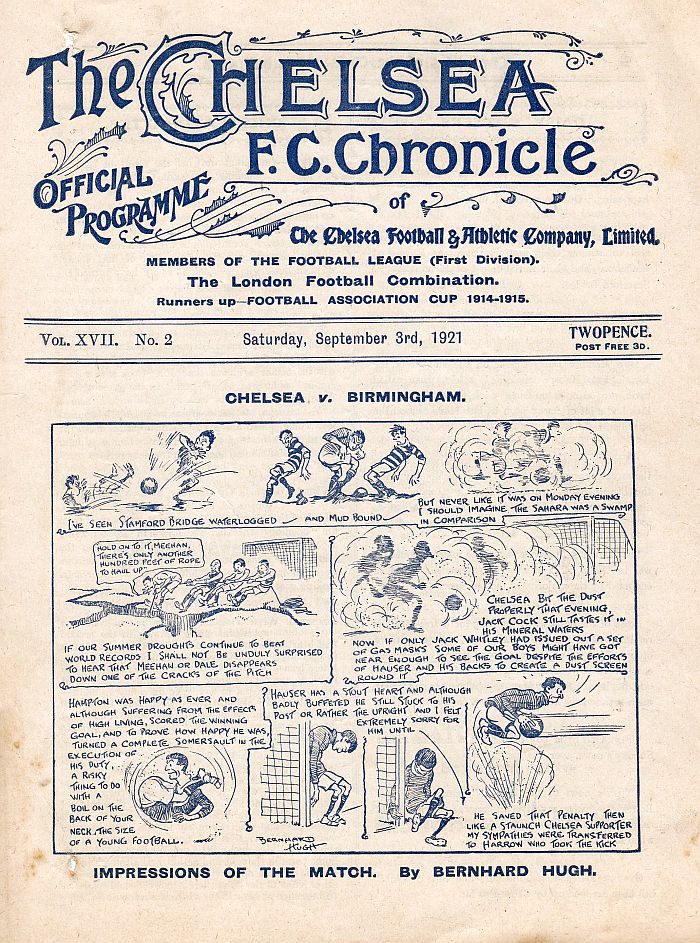 The CHELSEA
F.C. Chronicle
OFFICIAL
PROGRAMME
of
The Chelsea Football & Athletic Company, Limited.
MEMBERS OF THE FOOTBALL LEAGUE (First Division).
The London Football Combination.
Runners up—FOOTBALL ASSOCIATION CUP 1914-1915.
VOL. XVII. No. 2
Saturday, September 3rd, 1921
TWOPENCE.
POST FREE 3D.
CHELSEA v. BIRMINGHAM.
I'VE SEEN STAMFORD BRIDGE WATERLOGGED — AND MUD BOUND —
BUT NEVER LIKE IT WAS ON MONDAY EVENING
I SHOULD IMAGINE THE SAHARA WAS A SWAMP
IN COMPARISON
HOLD ON TO IT, MEEHAN,
THERE'S ONLY ANOTHER
HUNDRED FEET OF ROPE
TO HAUL UP
IF OUR SUMMER DROUGHTS CONTINUE TO BEAT
WORLD RECORDS I SHALL NOT BE UNDULY SURPRISED
TO HEAR THAT MEEHAN OR DALE DISAPPEARS
DOWN ONE OF THE CRACKS OF THE PITCH
CHELSEA BIT THE DUST
PROPERLY THAT EVENING,
JACK COCK STILL TASTES IT IN
HIS MINERAL WATERS
NOW IF ONLY JACK WHITLEY HAD ISSUED OUT A SET
OF GAS MASKS SOME OF OUR BOYS MIGHT HAVE GOT
NEAR ENOUGH TO SEE THE GOAL DESPITE THE EFFORTS
OF HAUSER AND HIS BACKS TO CREATE A DUST SCREEN
ROUND IT
HAMPTON WAS HAPPY AS EVER AND
ALTHOUGH SUFFERING FROM THE EFFECTS
OF HIGH LIVING, SCORED THE WINNING
GOAL, AND TO PROVE HOW HAPPY HE WAS,
TURNED A COMPLETE SOMERSAULT IN THE
EXECUTION OF
HIS DUTY,
A RISKY
THING TO DO
WITH A
BOIL ON THE
BACK OF YOUR
NECK, THE SIZE
OF A YOUNG FOOTBALL.
HAUSER HAS A STOUT HEART AND ALTHOUGH
BADLY BUFFETED HE STILL STUCK TO HIS
POST OR RATHER THE UPRIGHT AND I FELT
EXTREMELY SORRY FOR
HIM UNTIL
BERNHARD
HUGH
HE SAVED THAT PENALTY THEN
LIKE A STAUNCH CHELSEA SUPPORTER
MY SYMPATHIES WERE TRANSFERRED
TO HARROW WHO TOOK THE KICK
IMPRESSIONS OF THE MATCH. By BERNHARD HUGH.